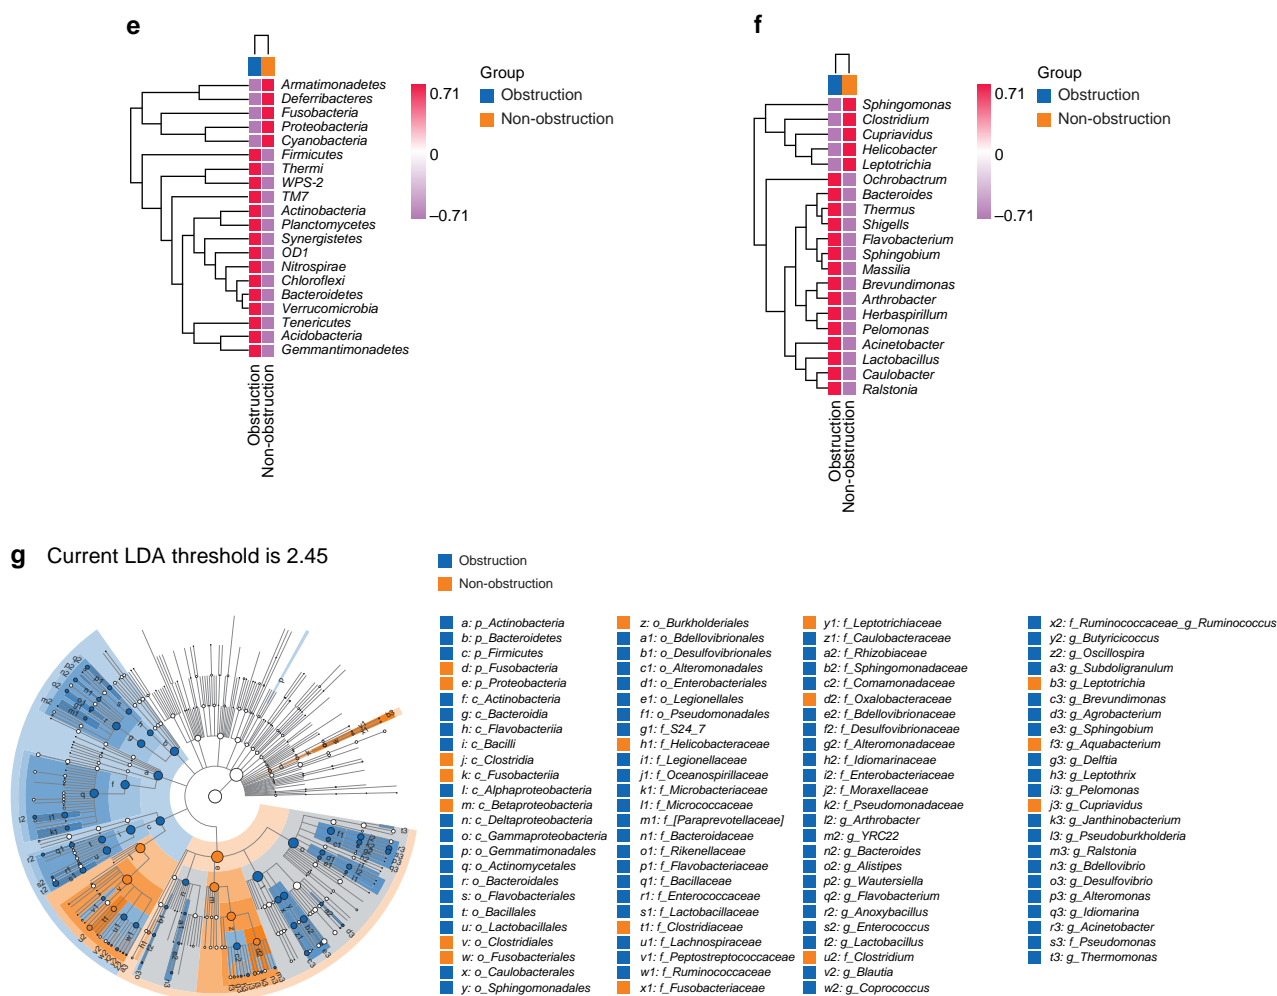 e
Group
Obstruction
Non-obstruction
0.71
0
–0.71
Armatimonadetes
Deferribacteres
Fusobacteria
Proteobacteria
Cyanobacteria
Firmicutes
Thermi
WPS-2
TM7
Actinobacteria
Planctomycetes
Synergistetes
OD1
Nitrospirae
Chloroflexi
Bacteroidetes
Verrucomicrobia
Tenericutes
Acidobacteria
Gemmantimonadetes
Obstruction
Non-obstruction
f
Group
Obstruction
Non-obstruction
0.71
0
–0.71
Sphingomonas
Clostridium
Cupriavidus
Helicobacter
Leptotrichia
Ochrobactrum
Bacteroides
Thermus
Shigells
Flavobacterium
Sphingobium
Massilia
Brevundimonas
Arthrobacter
Herbaspirillum
Pelomonas
Acinetobacter
Lactobacillus
Caulobacter
Ralstonia
Obstruction
Non-obstruction
g Current LDA threshold is 2.45
Obstruction
Non-obstruction
a: p_Actinobacteria
b: p_Bacteroidetes
c: p_Firmicutes
d: p_Fusobacteria
e: p_Proteobacteria
f: c_Actinobacteria
g: c_Bacteroidia
h: c_Flavobacteriia
i: c_Bacilli
j: c_Clostridia
k: c_Fusobacteriia
l: c_Alphaproteobacteria
m: c_Betaproteobacteria
n: c_Deltaproteobacteria
o: c_Gammaproteobacteria
p: o_Gemmatimonadales
q: o_Actinomycetales
r: o_Bacteroidales
s: o_Flavobacteriales
t: o_Bacillales
u: o_Lactobacillales
v: o_Clostridiales
w: o_Fusobacteriales
x: o_Caulobacterales
y: o_Sphingomonadales
z: o_Burkholderiales
a1: o_Bdellovibrionales
b1: o_Desulfovibrionales
c1: o_Alteromonadales
d1: o_Enterobacteriales
e1: o_Legionellales
f1: o_Pseudomonadales
g1: f_S24_7
h1: f_Helicobacteraceae
i1: f_Legionellaceae
j1: f_Oceanospirillaceae
k1: f_Microbacteriaceae
l1: f_Micrococcaceae
m1: f_[Paraprevotellaceae]
n1: f_Bacteroidaceae
o1: f_Rikenellaceae
p1: f_Flavobacteriaceae
q1: f_Bacillaceae
r1: f_Enterococcaceae
s1: f_Lactobacillaceae
t1: f_Clostridiaceae
u1: f_Lachnospiraceae
v1: f_Peptostreptococcaceae
w1: f_Ruminococcaceae
x1: f_Fusobacteriaceae
y1: f_Leptotrichiaceae
z1: f_Caulobacteraceae
a2: f_Rhizobiaceae
b2: f_Sphingomonadaceae
c2: f_Comamonadaceae
d2: f_Oxalobacteraceae
e2: f_Bdellovibrionaceae
f2: f_Desulfovibrionaceae
g2: f_Alteromonadaceae
h2: f_Idiomarinaceae
i2: f_Enterobacteriaceae
j2: f_Moraxellaceae
k2: f_Pseudomonadaceae
l2: g_Arthrobacter
m2: g_YRC22
n2: g_Bacteroides
o2: g_Alistipes
p2: g_Wautersiella
q2: g_Flavobacterium
r2: g_Anoxybacillus
s2: g_Enterococcus
t2: g_Lactobacillus
u2: f_Clostridium
v2: g_Blautia
w2: g_Coprococcus
x2: f_Ruminococcaceae_g_Ruminococcus
y2: g_Butyricicoccus
z2: g_Oscillospira
a3: g_Subdoligranulum
b3: g_Leptotrichia
c3: g_Brevundimonas
d3: g_Agrobacterium
e3: g_Sphingobium
f3: g_Aquabacterium
g3: g_Delftia
h3: g_Leptothrix
i3: g_Pelomonas
j3: g_Cupriavidus
k3: g_Janthinobacterium
l3: g_Pseudoburkholderia
m3: g_Ralstonia
n3: g_Bdellovibrio
o3: g_Desulfovibrio
p3: g_Alteromonas
q3: g_Idiomarina
r3: g_Acinetobacter
s3: f_Pseudomonas
t3: g_Thermomonas